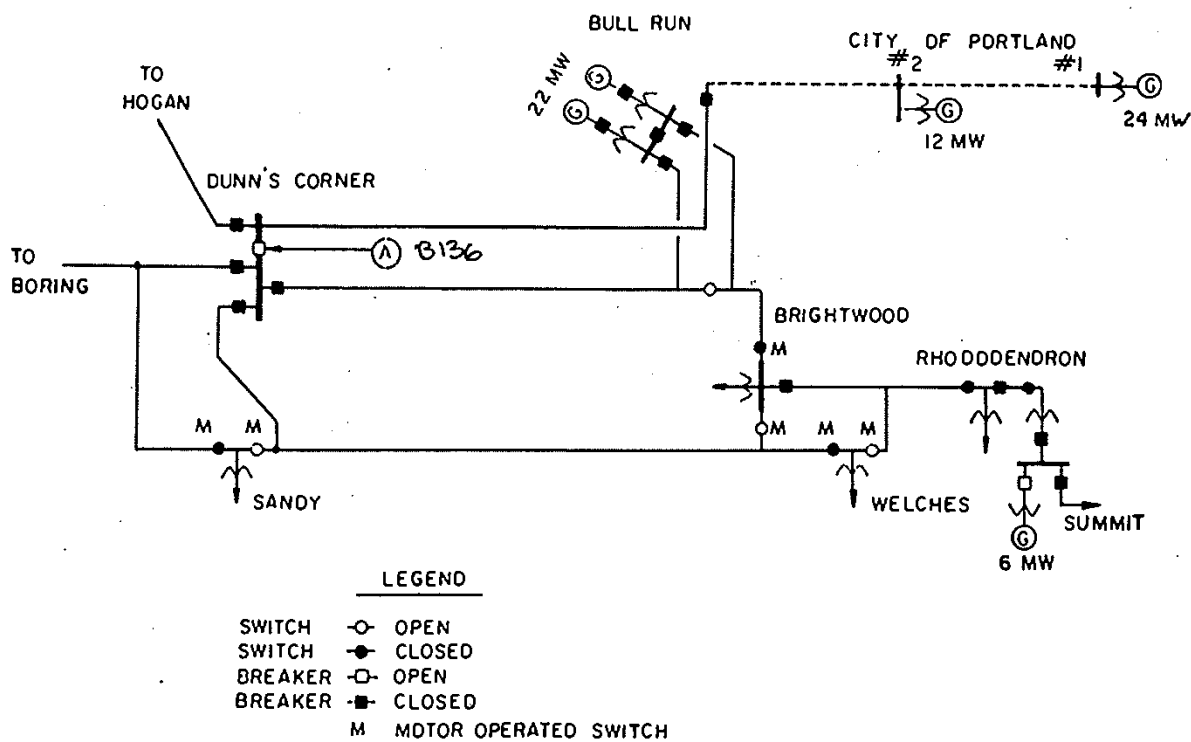 BULL RUN
CITY OF PORTLAND
#2
#1
TO
HOGAN
22 MW
G
G
G
G
24 MW
12 MW
DUNN'S CORNER
A B136
TO
BORING
BRIGHTWOOD
M
RHODODENDRON
M M
M
M M
SANDY
WELCHES
SUMMIT
G
6 MW
LEGEND
SWITCH OPEN
SWITCH CLOSED
BREAKER OPEN
BREAKER CLOSED
M MOTOR OPERATED SWITCH